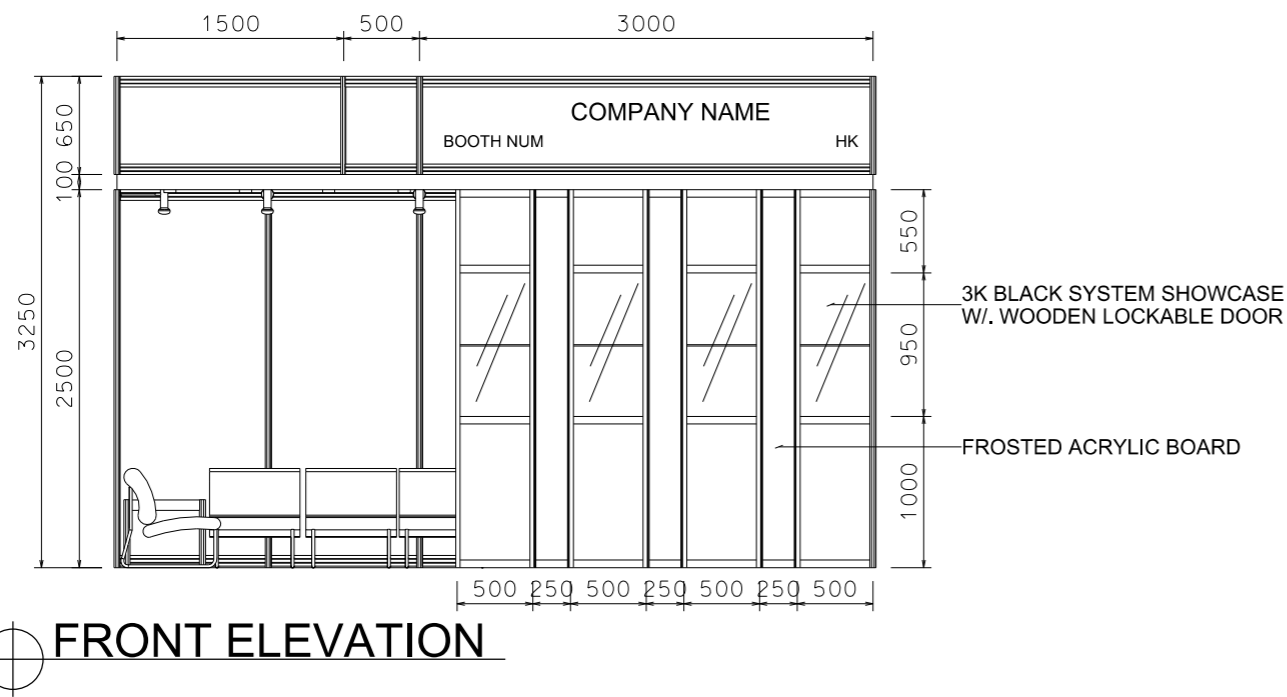 1500 500 3000
COMPANY NAME
BOOTH NUM HK
650
100
3250
2500
550
3K BLACK SYSTEM SHOWCASE
W/. WOODEN LOCKABLE DOOR
950
FROSTED ACRYLIC BOARD
1000
500 250 500 250 500 250 500
FRONT ELEVATION